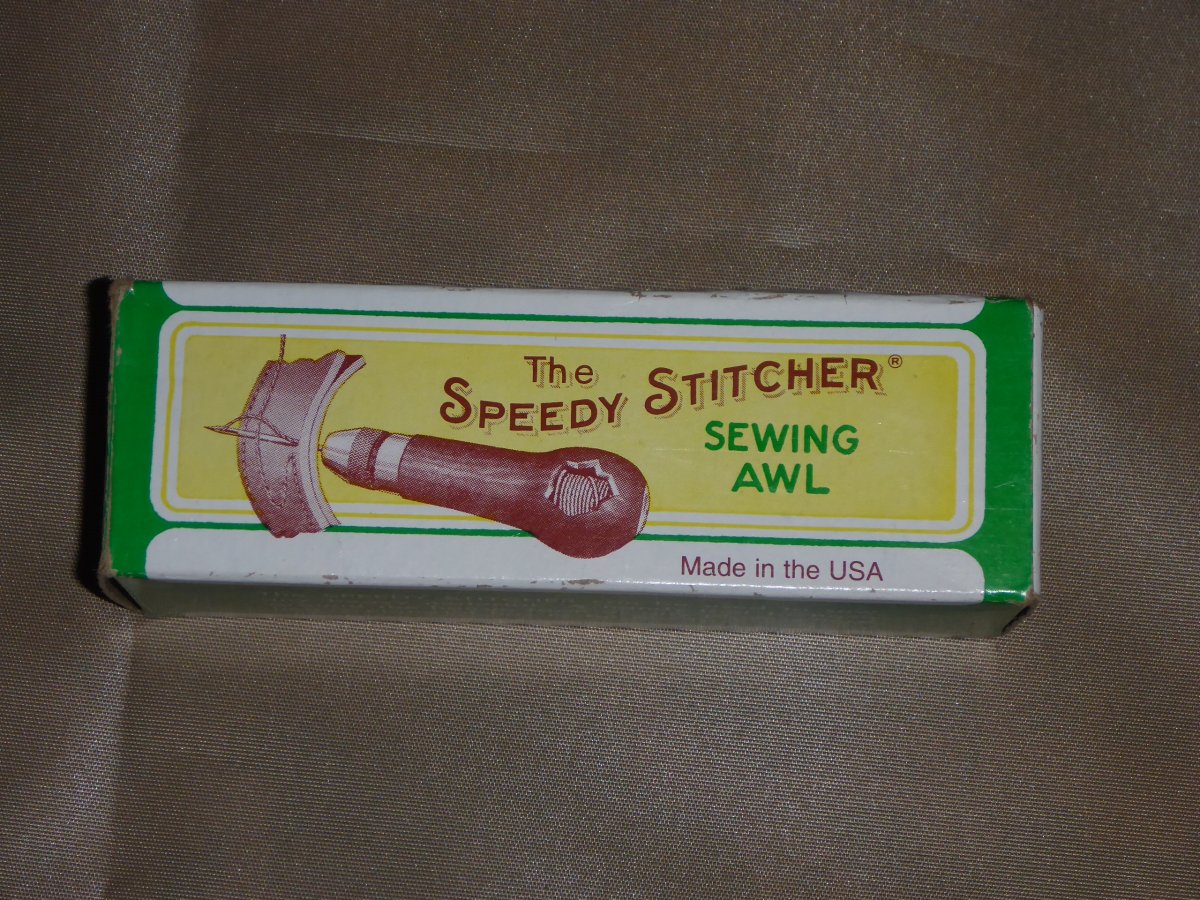 The
SPEEDY STITCHER®
SEWING
AWL
Made in the USA